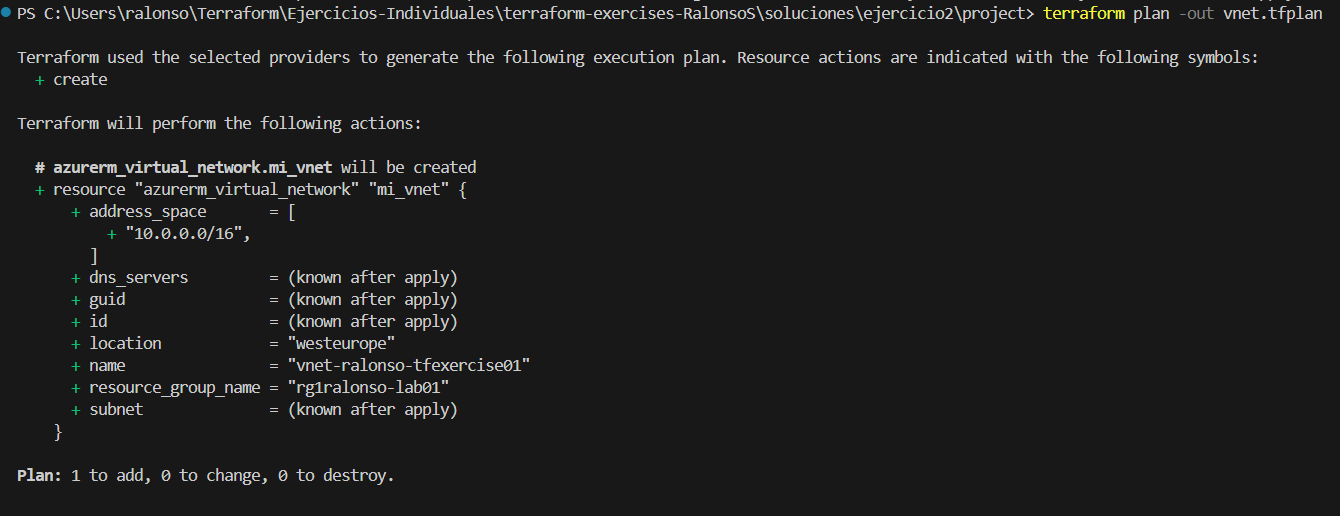 PS C:\Users\ralonso\Terraform\Ejercicios-Individuales\terraform-exercises-RalonsoS\soluciones\ejercicio2\project> terraform plan -out vnet.tfplan
Terraform used the selected providers to generate the following execution plan. Resource actions are indicated with the following symbols:
  + create
Terraform will perform the following actions:
  # azurerm_virtual_network.mi_vnet will be created
  + resource "azurerm_virtual_network" "mi_vnet" {
      + address_space       = [
          + "10.0.0.0/16",
        ]
      + dns_servers         = (known after apply)
      + guid                = (known after apply)
      + id                  = (known after apply)
      + location            = "westeurope"
      + name                = "vnet-ralonso-tfexercise01"
      + resource_group_name = "rg1ralonso-lab01"
      + subnet              = (known after apply)
    }
Plan: 1 to add, 0 to change, 0 to destroy.